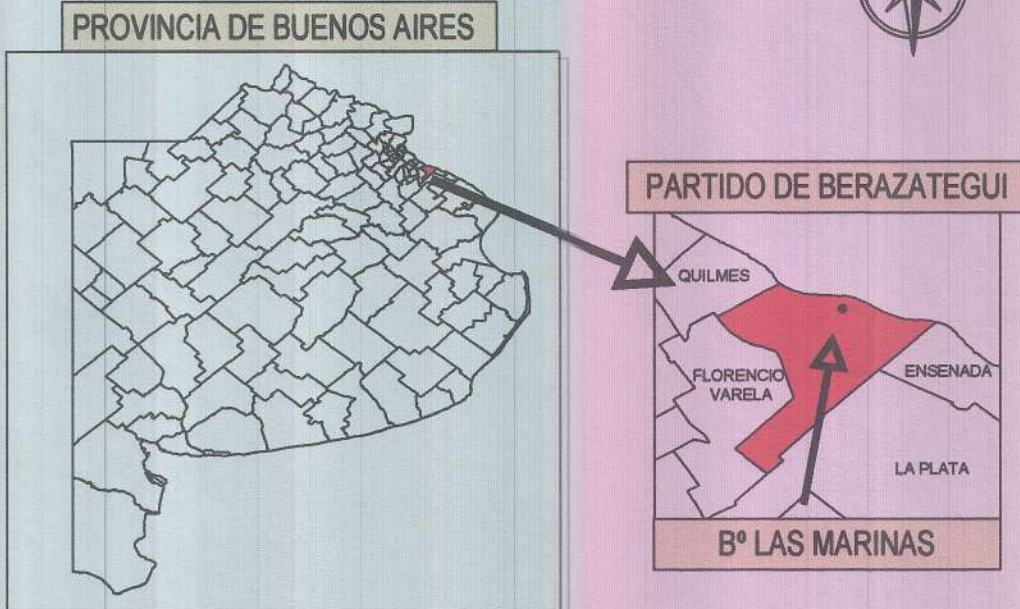 PROVINCIA DE BUENOS AIRES
PARTIDO DE BERAZATEGUI
QUILMES
FLORENCIO
VARELA
ENSENADA
LA PLATA
Bº LAS MARINAS